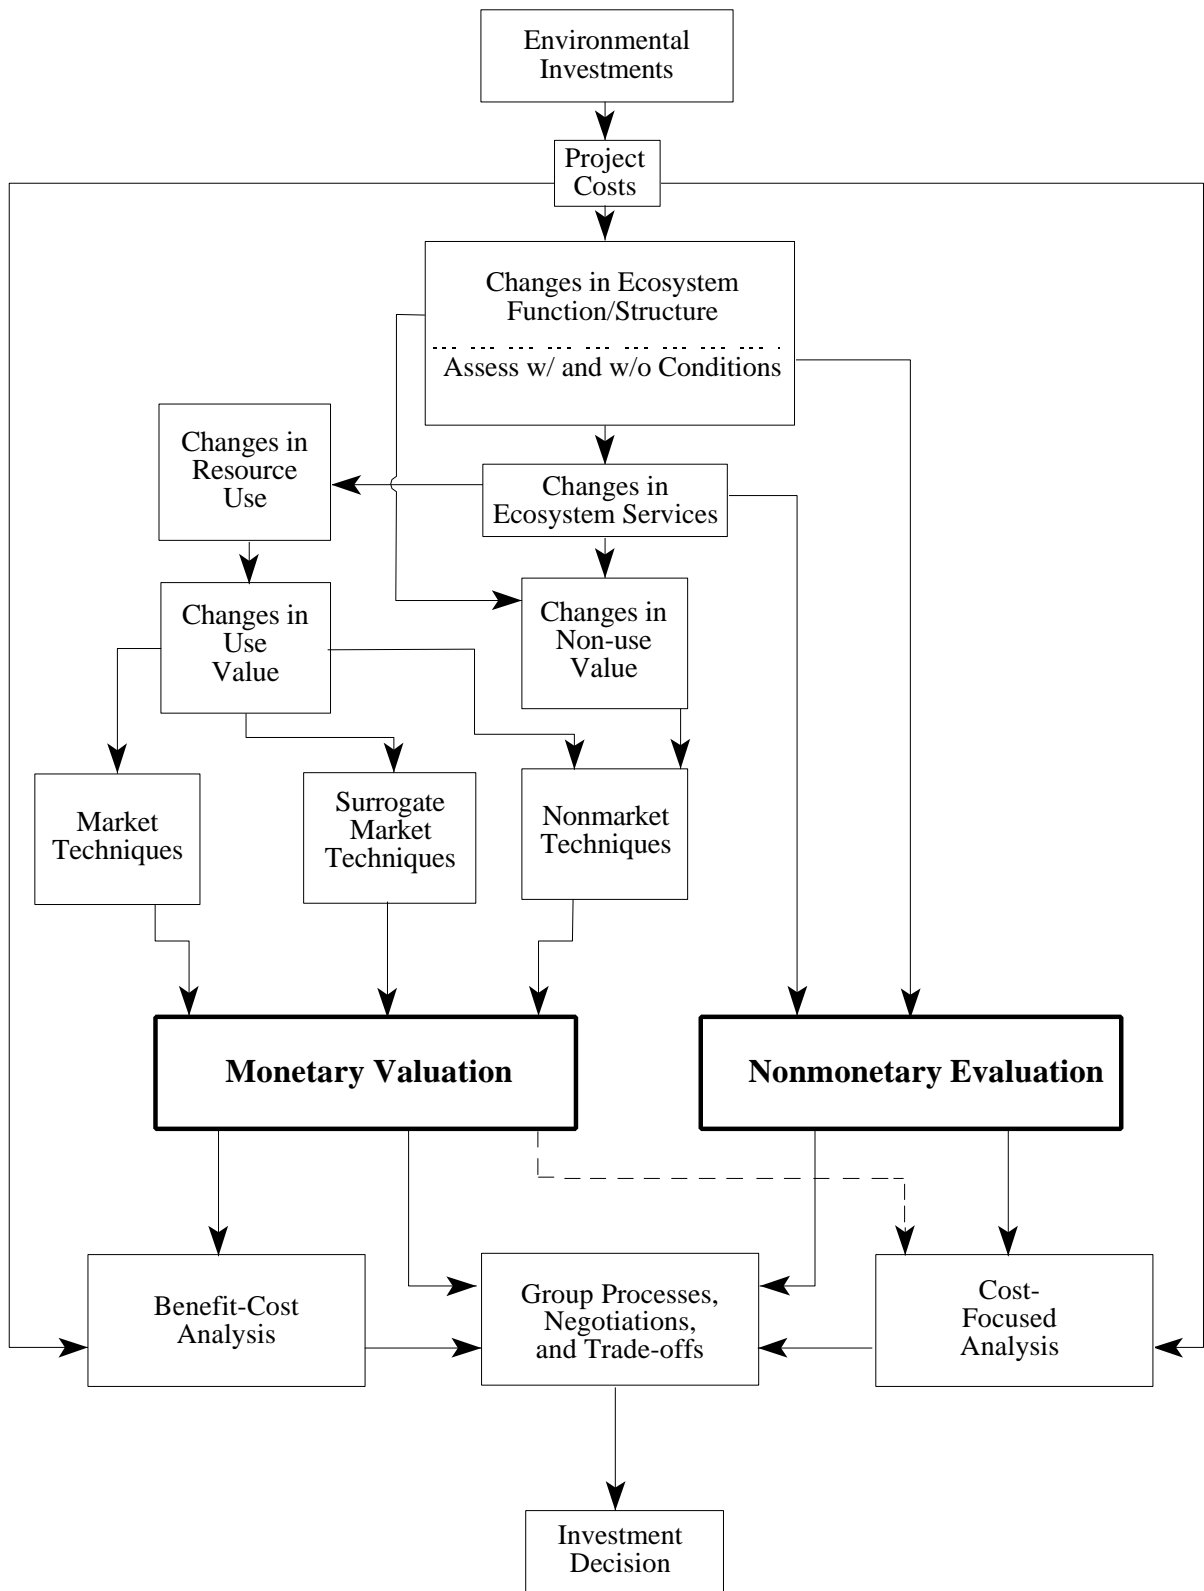 Environmental
Investments
Project
Costs
Changes in Ecosystem
Function/Structure
Assess w/ and w/o Conditions
Changes in
Resource
Use
Changes in
Ecosystem Services
Changes in
Use
Value
Changes in
Non-use
Value
Market
Techniques
Surrogate
Market
Techniques
Nonmarket
Techniques
Monetary Valuation
Nonmonetary Evaluation
Benefit-Cost
Analysis
Group Processes,
Negotiations,
and Trade-offs
Cost-
Focused
Analysis
Investment
Decision